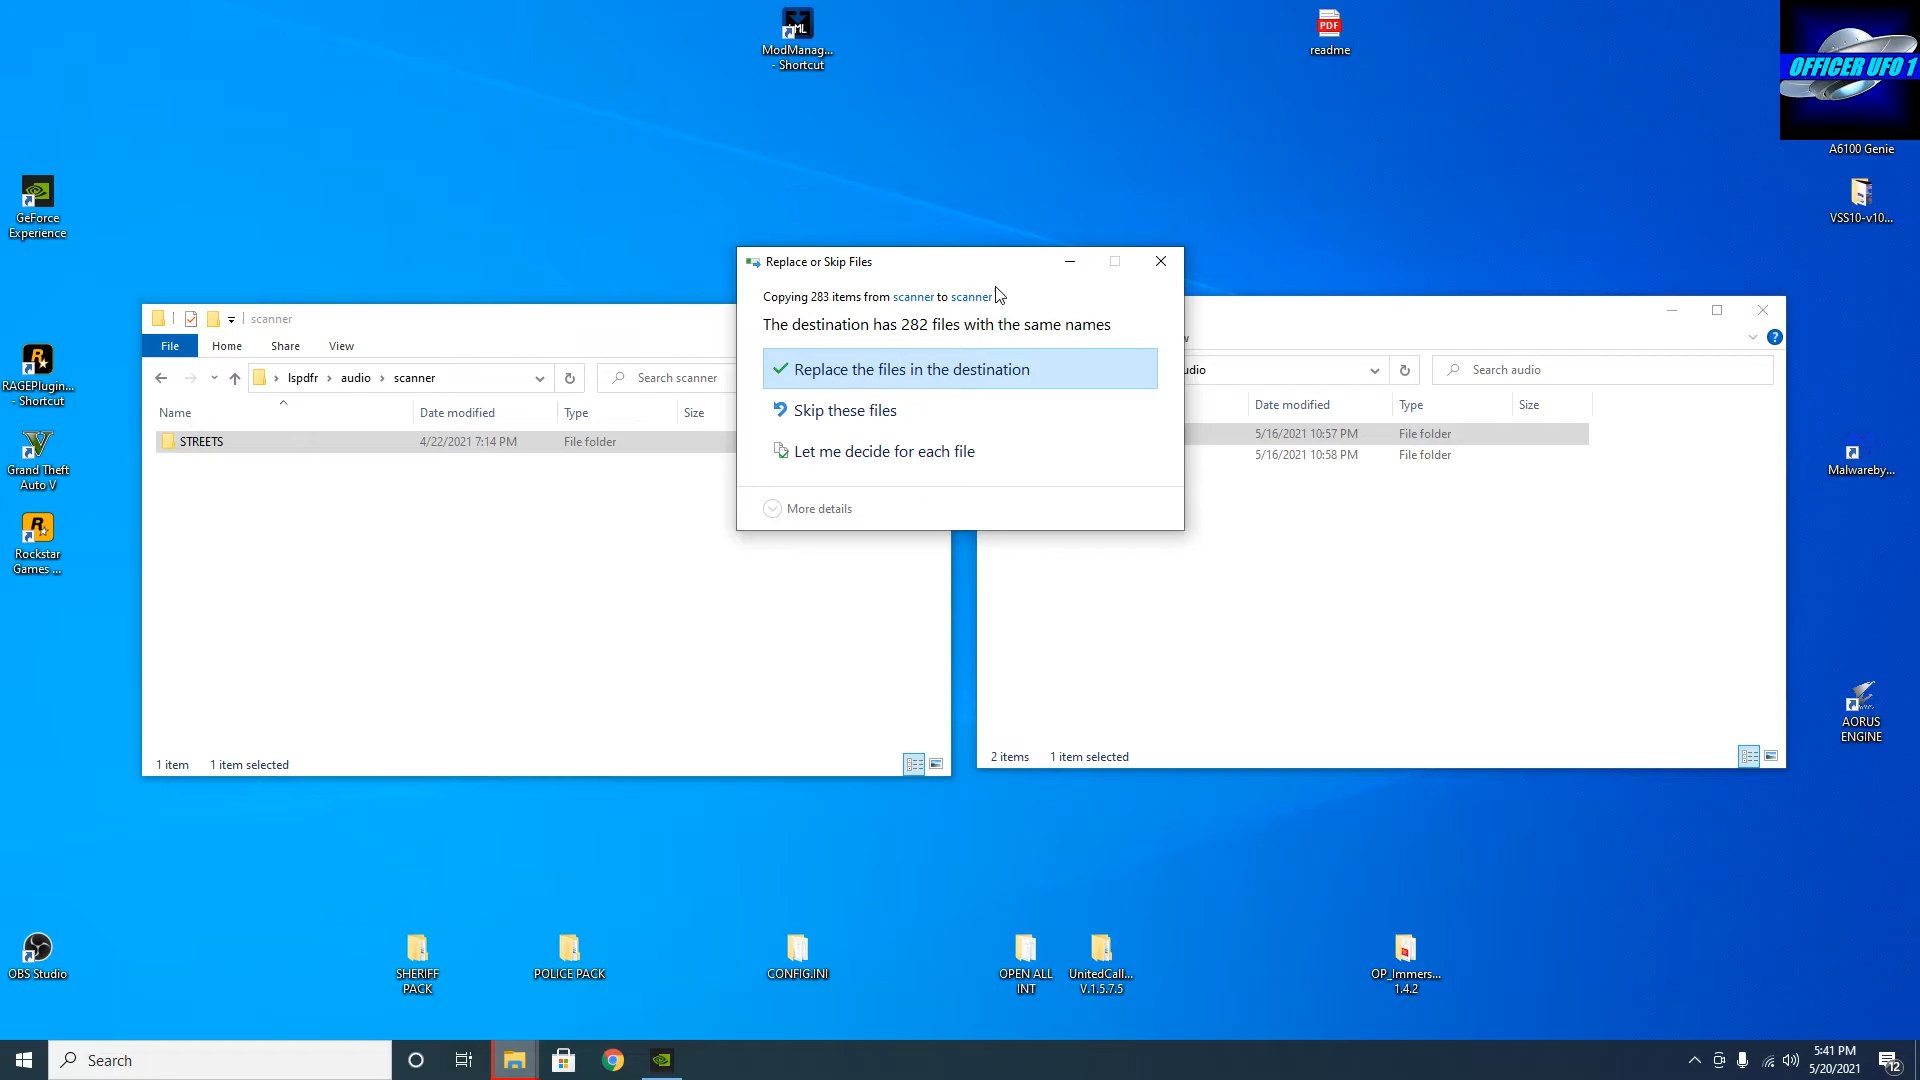 ModManag...
- Shortcut
readme
OFFICER UFO 1
A6100 Genie
VSS10-v10...
GeForce
Experience
RAGEPlugin...
- Shortcut
Grand Theft
Auto V
Rockstar
Games ...
Malwareby...
AORUS
ENGINE
Replace or Skip Files
Copying 283 items from scanner to scanner
The destination has 282 files with the same names
Replace the files in the destination
Skip these files
Let me decide for each file
More details
scanner
File Home Share View
lspdfr audio scanner
Search scanner
Name Date modified Type Size
STREETS 4/22/2021 7:14 PM File folder
1 item 1 item selected
Search audio
Date modified Type Size
5/16/2021 10:57 PM File folder
5/16/2021 10:58 PM File folder
2 items 1 item selected
OBS Studio
SHERIFF
PACK
POLICE PACK
CONFIG.INI
OPEN ALL
INT
UnitedCall...
V.1.5.7.5
OP_Immers...
1.4.2
Search
5:41 PM
5/20/2021
12